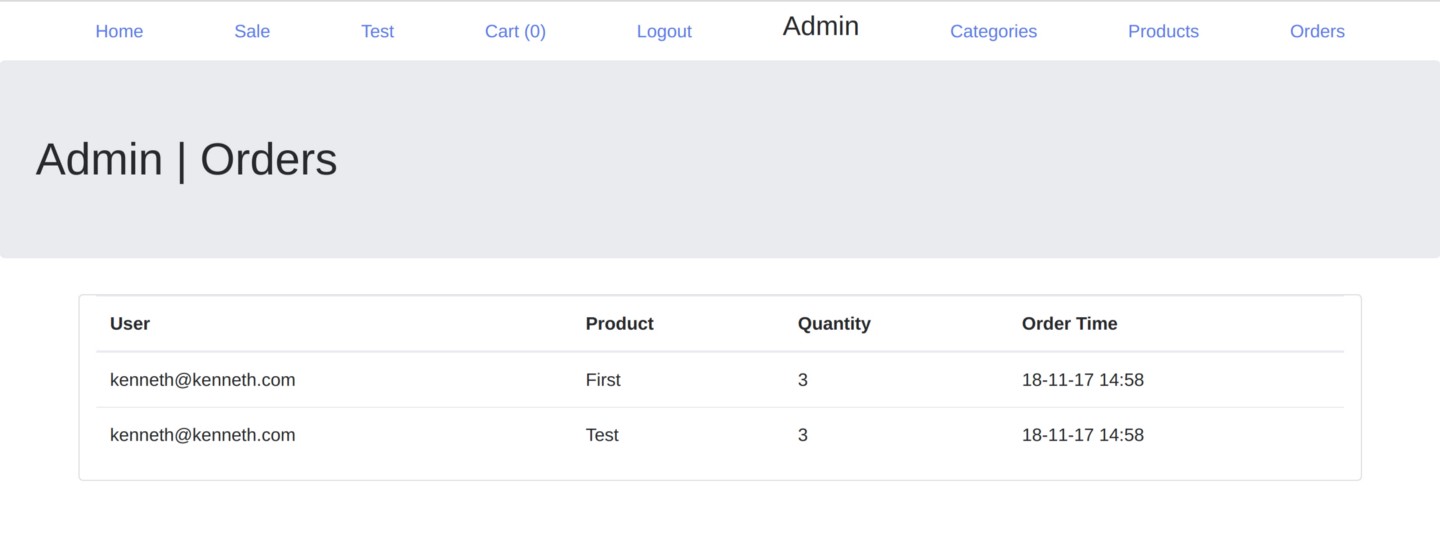 Home Sale Test Cart (0) Logout Admin Categories Products Orders
Admin | Orders
User Product Quantity Order Time
kenneth@kenneth.com First 3 18-11-17 14:58
kenneth@kenneth.com Test 3 18-11-17 14:58